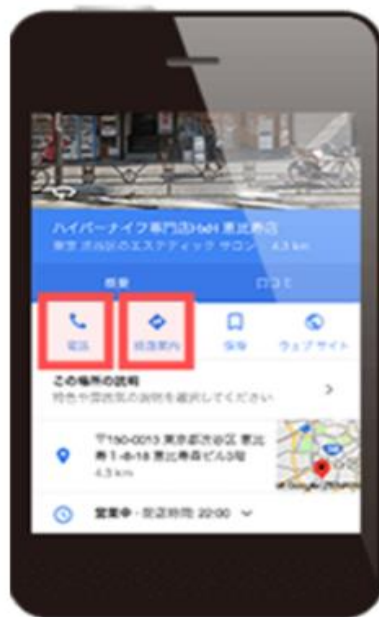 ハイパーナイフ専門店HxH 恵比寿店
東京 渋谷区のエステティック サロン 4.3 km
概要
口コミ
電話
経路案内
保存
ウェブサイト
この場所の説明
特色や雰囲気の説明を選択してください
〒150-0013 東京都渋谷区 恵比
寿1-8-18 恵比寿森ビル3階
4.3 km
営業中・閉店時間: 22:00